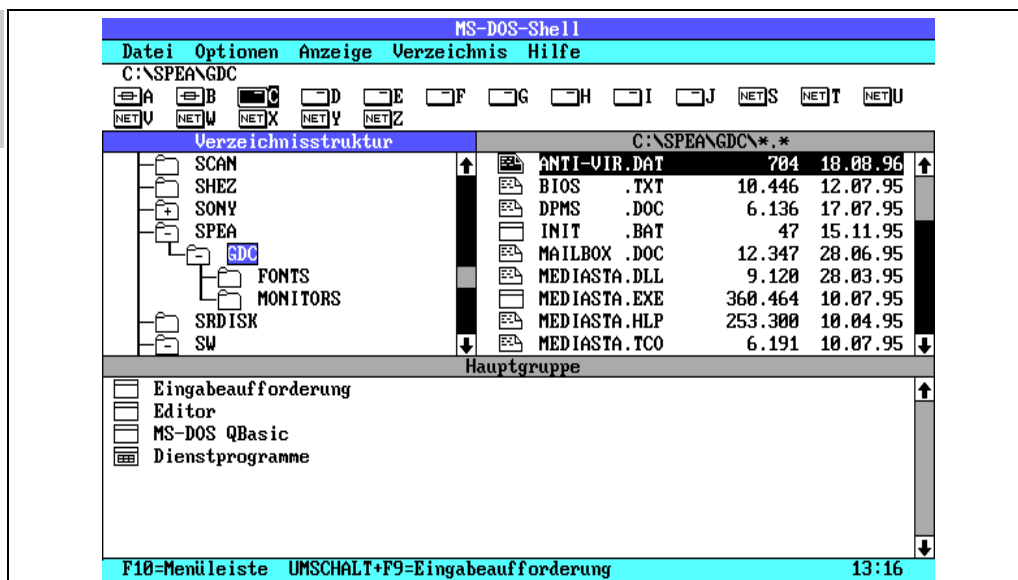 MS-DOS-Shell
Datei Optionen Anzeige Verzeichnis Hilfe
C:\SPEA\GDC
A B C D E F G H I J NET S NET T NET U
NET V NET W NET X NET Y NET Z
Verzeichnisstruktur
SCAN
SHEZ
SONY
SPEA
GDC
FONTS
MONITORS
SRDISK
SW
C:\SPEA\GDC\*.*
ANTI-VIR.DAT 704 18.08.96
BIOS .TXT 10.446 12.07.95
DPMS .DOC 6.136 17.07.95
INIT .BAT 47 15.11.95
MAILBOX .DOC 12.347 28.06.95
MEDIASTA.DLL 9.120 28.03.95
MEDIASTA.EXE 360.464 10.07.95
MEDIASTA.HLP 253.300 10.04.95
MEDIASTA.TCO 6.191 10.07.95
Hauptgruppe
Eingabeaufforderung
Editor
MS-DOS QBasic
Dienstprogramme
F10=Menüleiste UMSCHALT+F9=Eingabeaufforderung 13:16